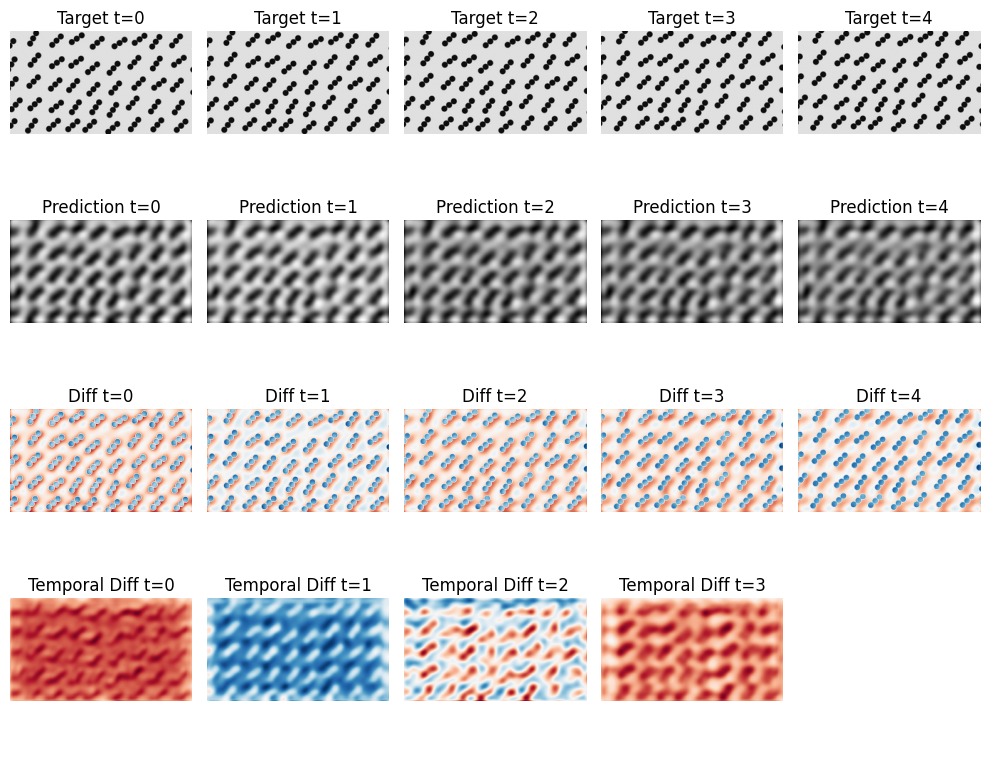 Target t=0 Target t=1 Target t=2 Target t=3 Target t=4
Prediction t=0 Prediction t=1 Prediction t=2 Prediction t=3 Prediction t=4
Diff t=0 Diff t=1 Diff t=2 Diff t=3 Diff t=4
Temporal Diff t=0 Temporal Diff t=1 Temporal Diff t=2 Temporal Diff t=3